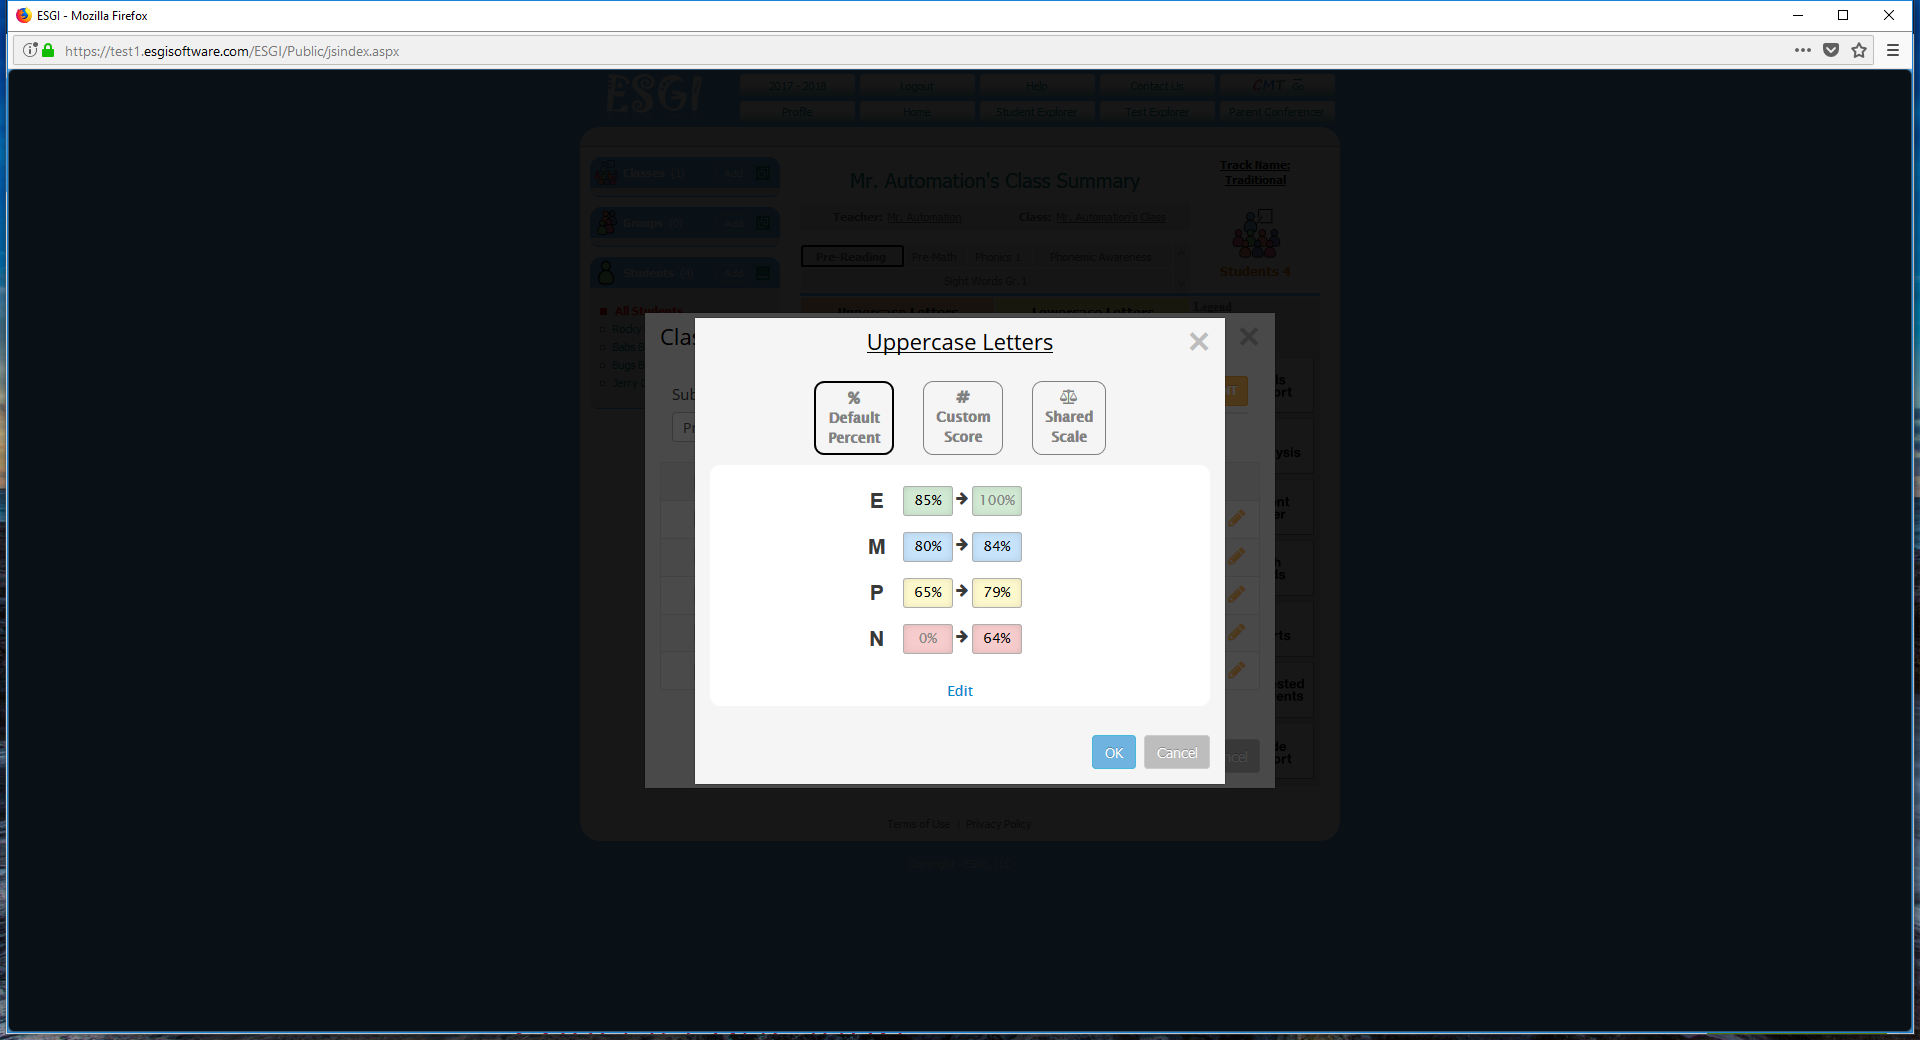 ESGI - Mozilla Firefox
https://test1.esgisoftware.com/ESGI/Public/jsindex.aspx
ESGI
2017 - 2018
Logout
Help
Contact Us
CMT
Profile
Home
Student Explorer
Test Explorer
Parent Conferencer
Classes (1) Add
Groups (0) Add
Students (4) Add
All Students
Rocky
Babs B
Bugs B
Jerry
Mr. Automation's Class Summary
Teacher: Mr. Automation Class: Mr. Automation's Class
Track Name:
Traditional
Students 4
Pre-Reading Pre-Math Phonics 1 Phonemic Awareness
Sight Words Gr.1
Uppercase Letters Lowercase Letters Legend
Uppercase Letters
%
Default
Percent
#
Custom
Score
Shared
Scale
E 85% 100%
M 80% 84%
P 65% 79%
N 0% 64%
Edit
OK Cancel
Terms of Use | Privacy Policy